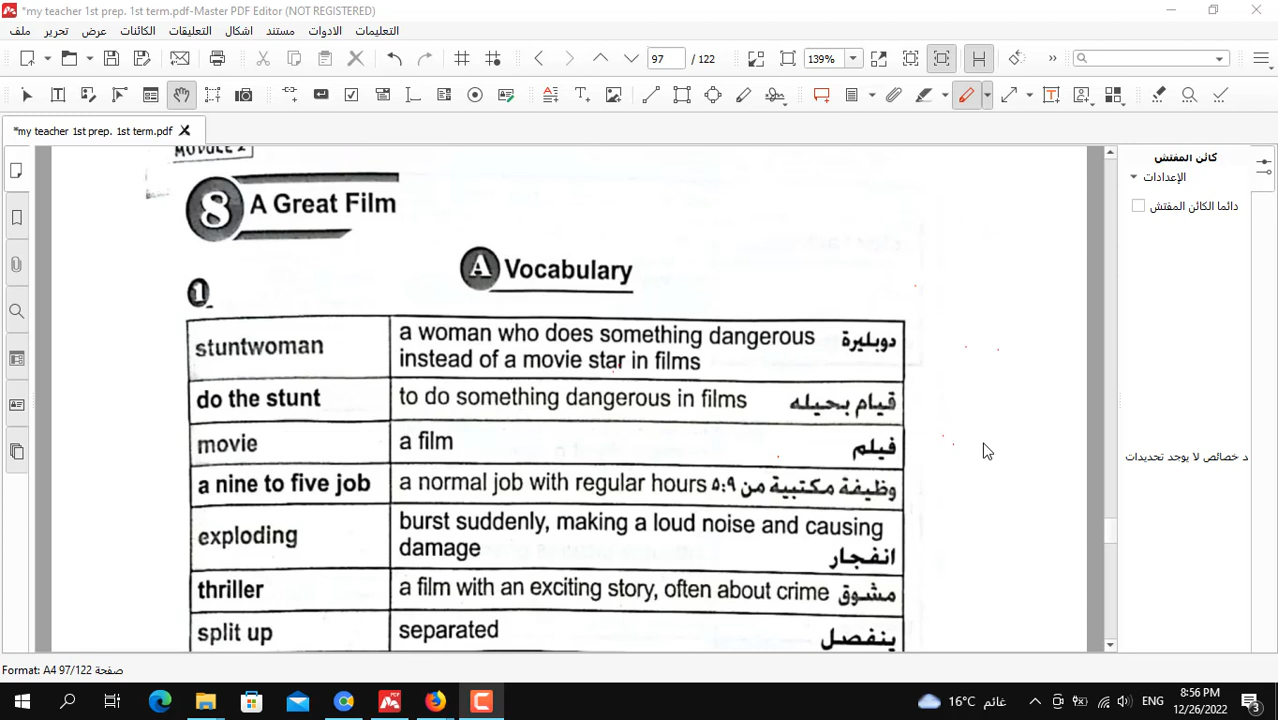 *my teacher 1st prep. 1st term.pdf-Master PDF Editor (NOT REGISTERED)
ملف تحرير عرض الكائنات التعليقات اشكال مستند الادوات التعليمات
97 / 122 139%
*my teacher 1st prep. 1st term.pdf
MODULE 2
8 A Great Film
A Vocabulary
1
stuntwoman a woman who does something dangerous دوبليرة
instead of a movie star in films
do the stunt to do something dangerous in films قيام بحيله
movie a film فيلم
a nine to five job a normal job with regular hours وظيفة مكتبية من ٥:٩
exploding burst suddenly, making a loud noise and causing
damage انفجار
thriller a film with an exciting story, often about crime مشوق
split up separated ينفصل
كائن المفتش
الإعدادات
دائما الكائن المفتش
د خصائص لا يوجد تحديدات
Format: A4 97/122 صفحة
16°C غائم
ENG
8:56 PM
12/26/2022
3